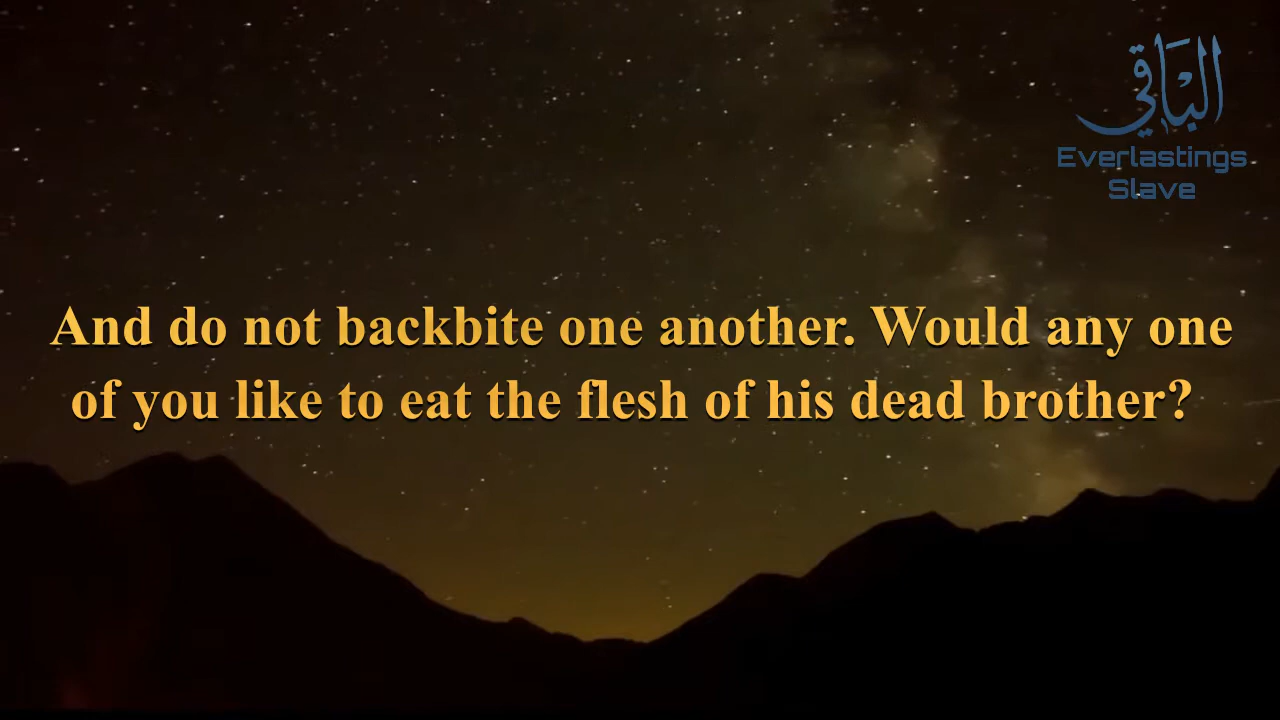 الباقي
Everlastings
Slave
And do not backbite one another. Would any one
of you like to eat the flesh of his dead brother?